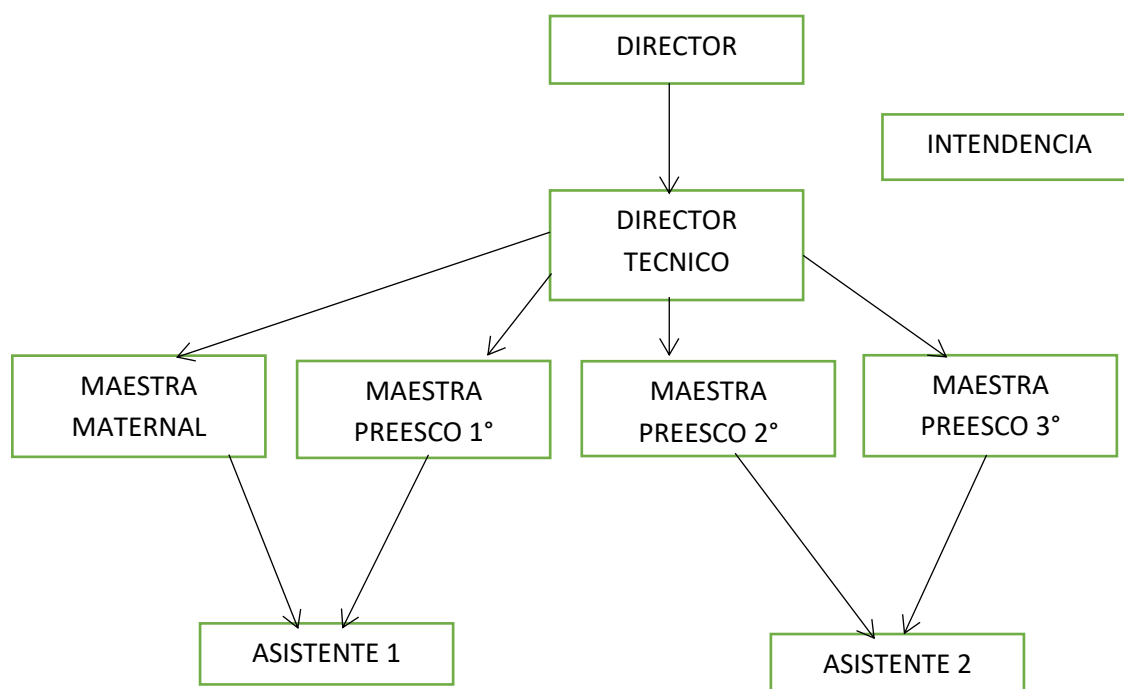 DIRECTOR
INTENDENCIA
DIRECTOR
TECNICO
MAESTRA
MATERNAL
MAESTRA
PREESCO 1°
MAESTRA
PREESCO 2°
MAESTRA
PREESCO 3°
ASISTENTE 1
ASISTENTE 2